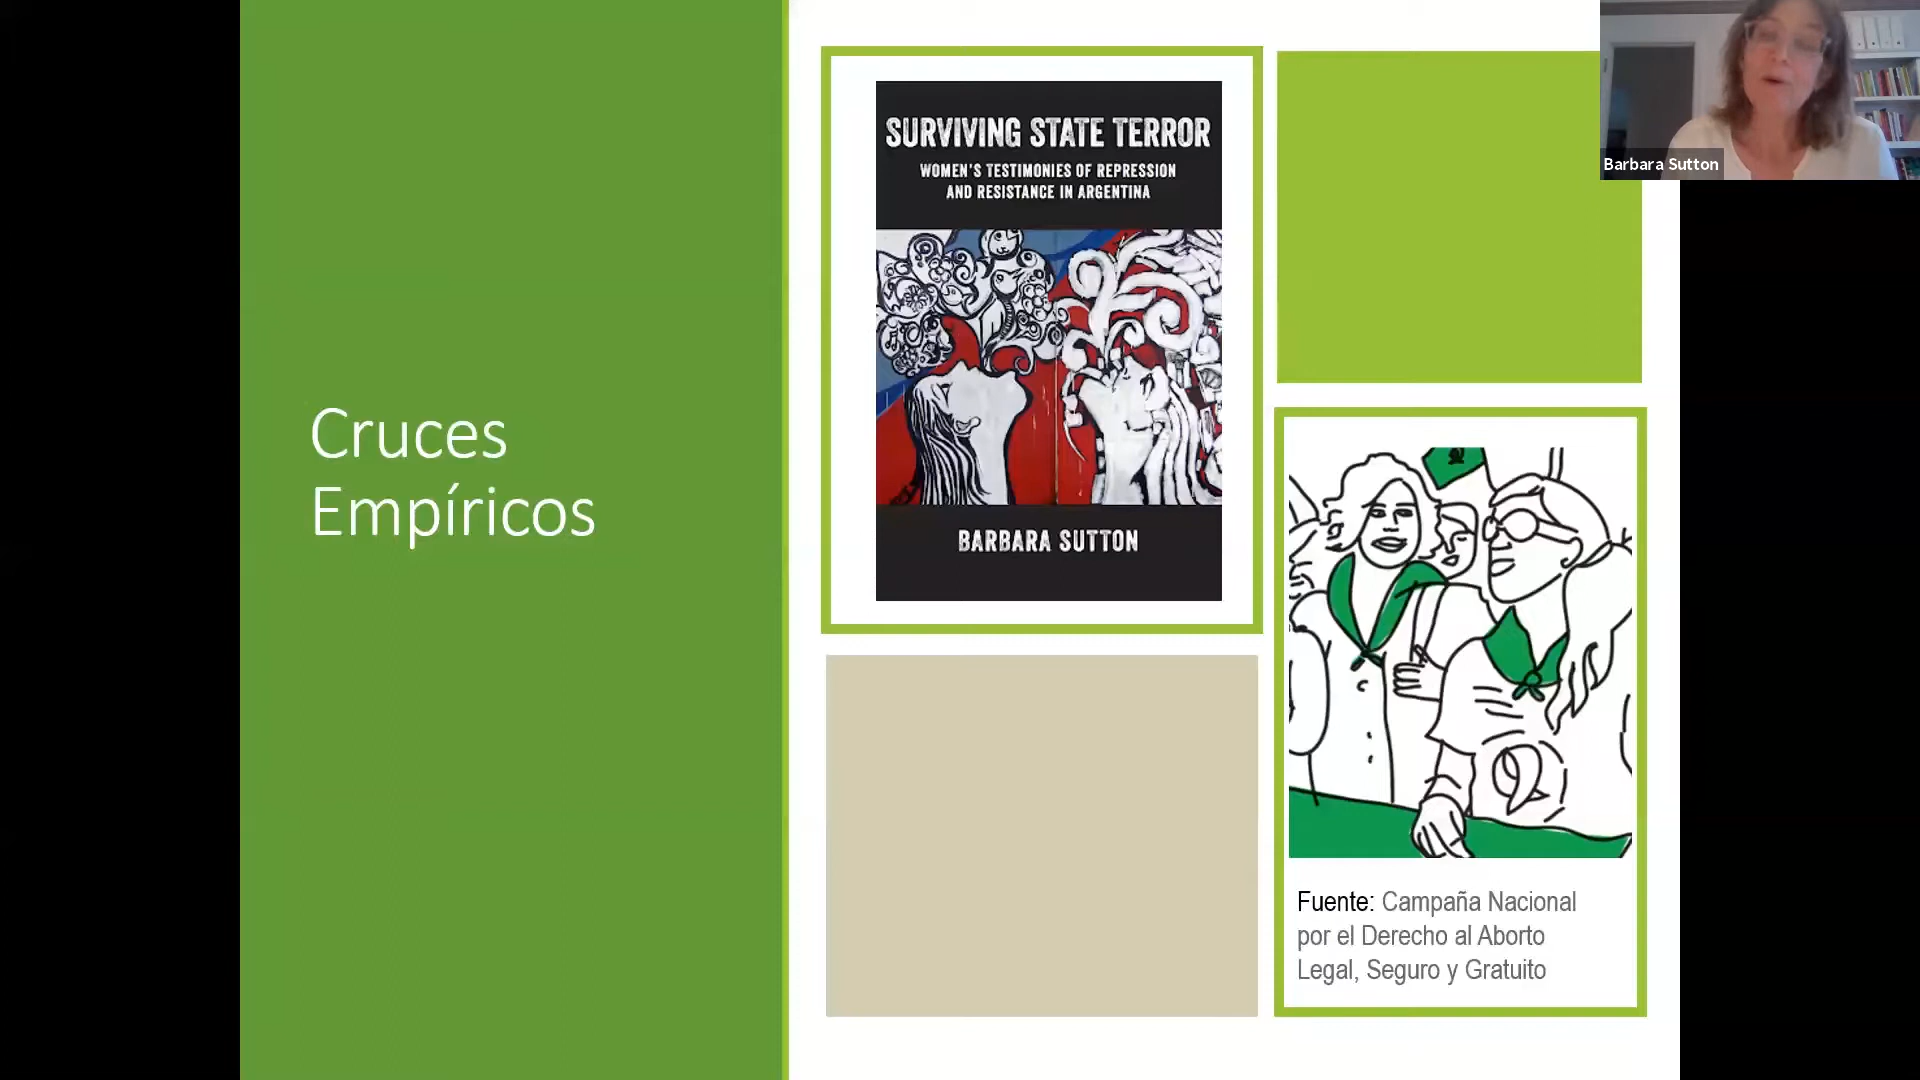 Cruces
Empíricos
SURVIVING STATE TERROR
WOMEN'S TESTIMONIES OF REPRESSION
AND RESISTANCE IN ARGENTINA
BARBARA SUTTON
Barbara Sutton
Fuente: Campaña Nacional
por el Derecho al Aborto
Legal, Seguro y Gratuito